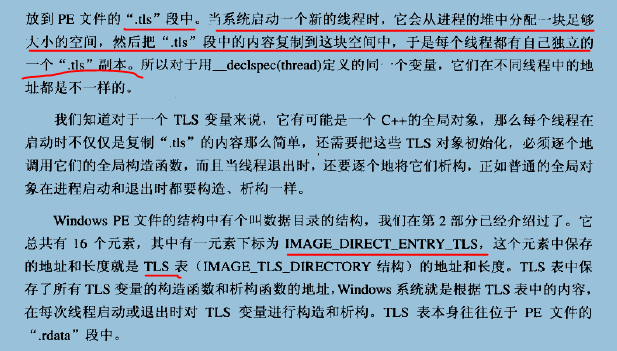 放到 PE 文件的“.tls”段中。当系统启动一个新的线程时，它会从进程的堆中分配一块足够
大小的空间，然后把“.tls”段中的内容复制到这块空间中，于是每个线程都有自己独立的
一个“.tls”副本。所以对于用__declspec(thread)定义的同一个变量，它们在不同线程中的地
址都是不一样的。
我们知道对于一个 TLS 变量来说，它有可能是一个 C++的全局对象，那么每个线程在
启动时不仅仅是复制“.tls”的内容那么简单，还需要把这些 TLS 对象初始化，必须逐个地
调用它们的全局构造函数，而且当线程退出时，还要逐个地将它们析构，正如普通的全局对
象在进程启动和退出时都要构造、析构一样。
Windows PE 文件的结构中有个叫数据目录的结构，我们在第 2 部分已经介绍过了。它
总共有 16 个元素，其中有一元素下标为 IMAGE_DIRECT_ENTRY_TLS，这个元素中保存
的地址和长度就是 TLS 表（IMAGE_TLS_DIRECTORY 结构）的地址和长度。TLS 表中保
存了所有 TLS 变量的构造函数和析构函数的地址，Windows 系统就是根据 TLS 表中的内容，
在每次线程启动或退出时对 TLS 变量进行构造和析构。TLS 表本身往往位于 PE 文件的
“.rdata”段中。